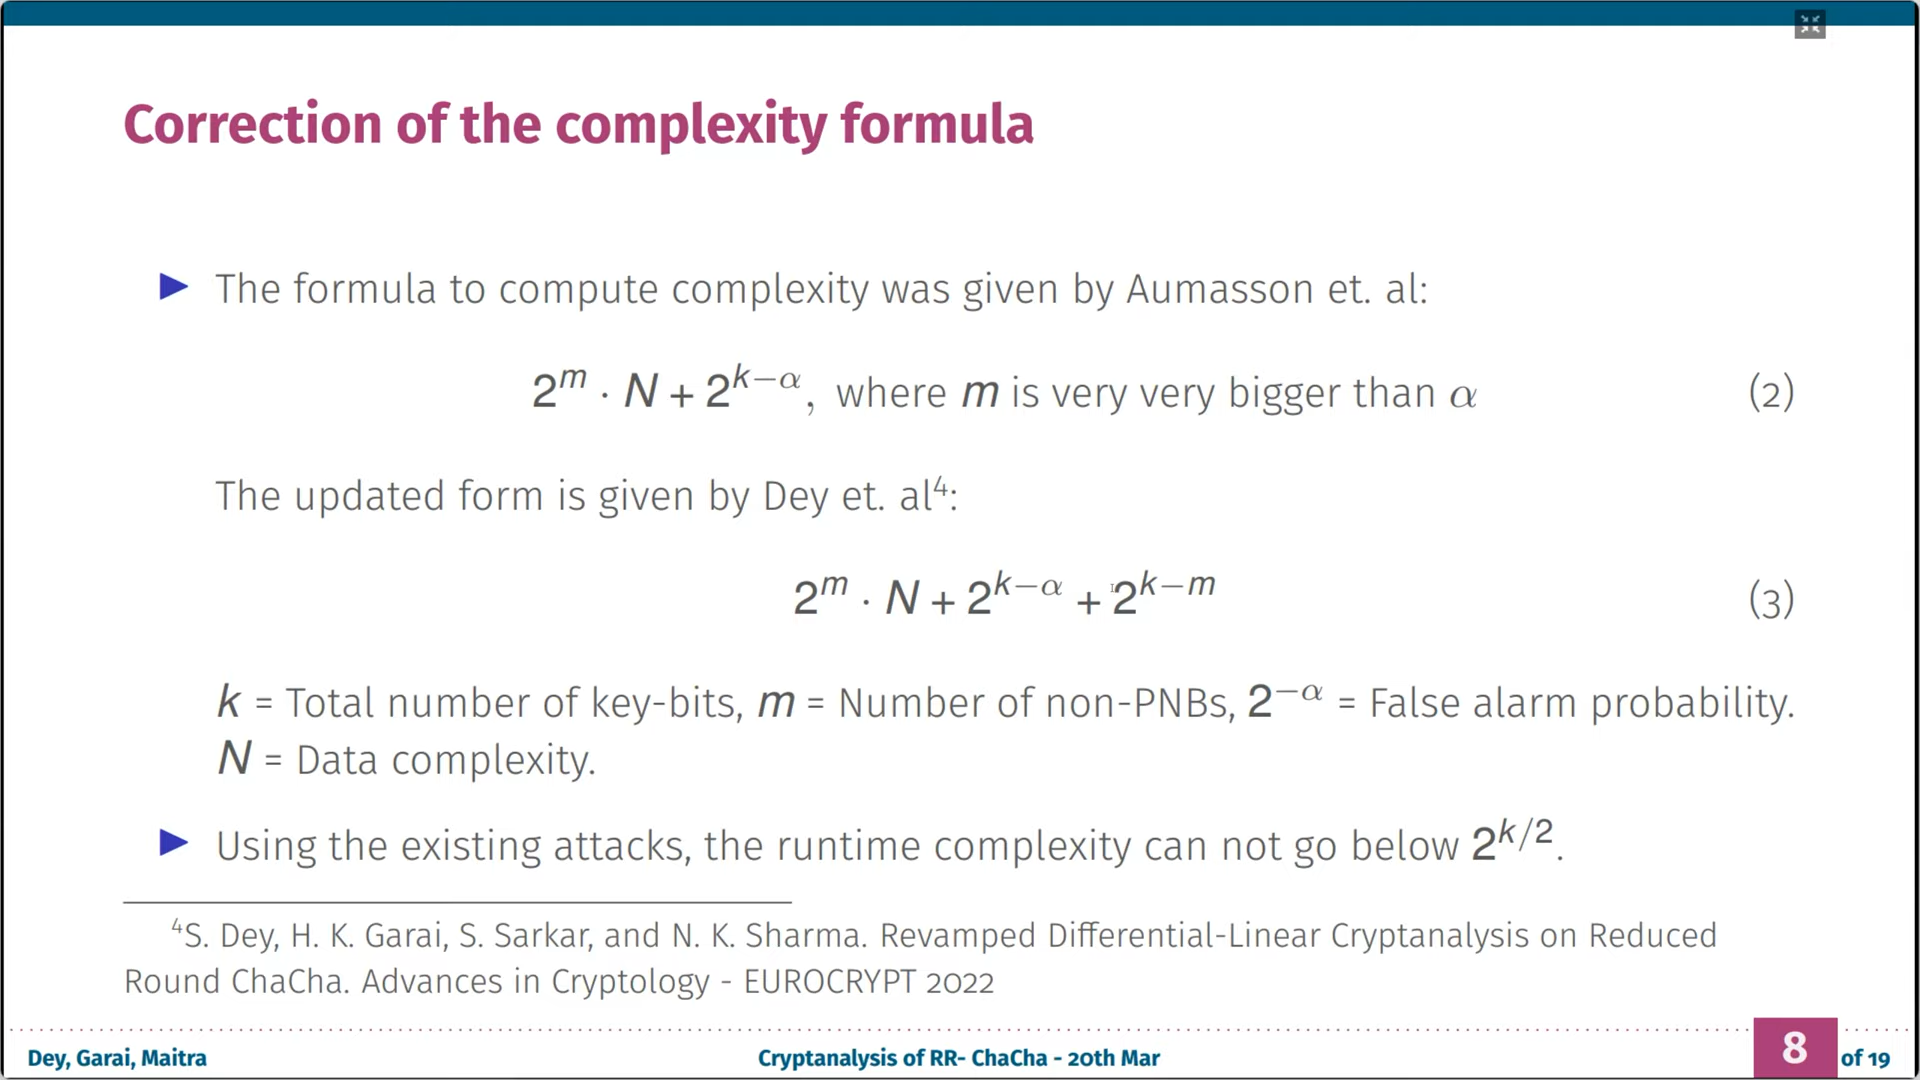 Correction of the complexity formula
▶ The formula to compute complexity was given by Aumasson et. al:
2^m · N + 2^{k−α}, where m is very very bigger than α (2)
The updated form is given by Dey et. al⁴:
2^m · N + 2^{k−α} + 2^{k−m} (3)
k = Total number of key-bits, m = Number of non-PNBs, 2^{−α} = False alarm probability.
N = Data complexity.
▶ Using the existing attacks, the runtime complexity can not go below 2^{k/2}.
⁴S. Dey, H. K. Garai, S. Sarkar, and N. K. Sharma. Revamped Differential-Linear Cryptanalysis on Reduced
Round ChaCha. Advances in Cryptology - EUROCRYPT 2022
Dey, Garai, Maitra Cryptanalysis of RR- ChaCha - 20th Mar 8 of 19